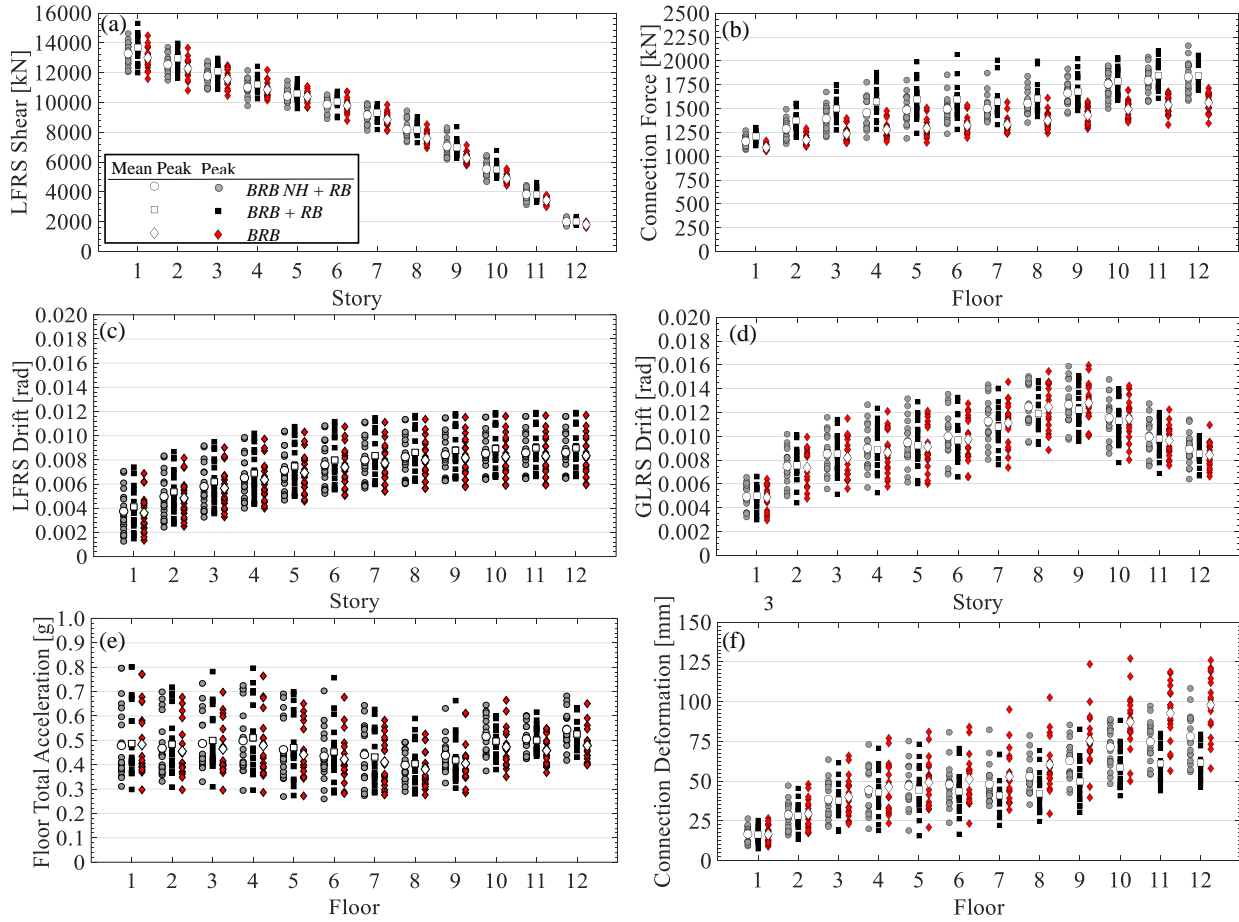 (a)
16000
14000
12000
10000
8000
6000
4000
2000
0
LFRS Shear [kN]
Mean Peak Peak
BRB NH + RB
BRB + RB
BRB
1 2 3 4 5 6 7 8 9 10 11 12
Story
(b)
2500
2250
2000
1750
1500
1250
1000
750
500
250
0
Connection Force [kN]
1 2 3 4 5 6 7 8 9 10 11 12
Floor
(c)
0.020
0.018
0.016
0.014
0.012
0.010
0.008
0.006
0.004
0.002
0
LFRS Drift [rad]
1 2 3 4 5 6 7 8 9 10 11 12
Story
(d)
0.020
0.018
0.016
0.014
0.012
0.010
0.008
0.006
0.004
0.002
0
GLRS Drift [rad]
1 2 3 4 5 6 7 8 9 10 11 12
Story
3
(e)
1.0
0.9
0.8
0.7
0.6
0.5
0.4
0.3
0.2
0.1
0
Floor Total Acceleration [g]
1 2 3 4 5 6 7 8 9 10 11 12
Floor
(f)
150
125
100
75
50
25
0
Connection Deformation [mm]
1 2 3 4 5 6 7 8 9 10 11 12
Floor